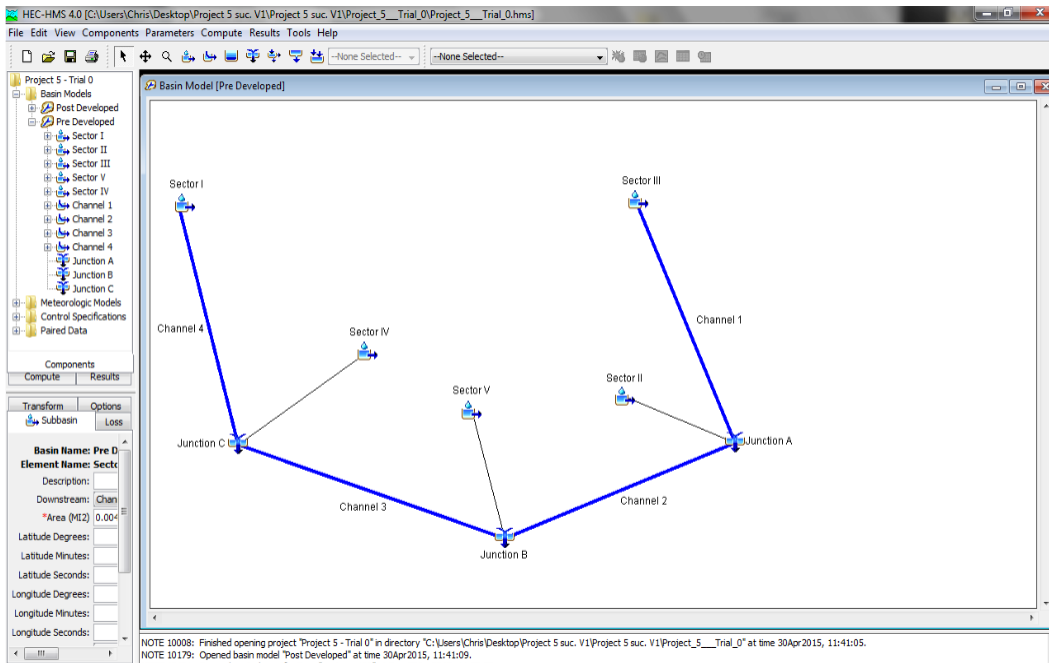 HEC-HMS 4.0 [C:\Users\Chris\Desktop\Project 5 suc. V1\Project 5 suc. V1\Project_5__Trial_0\Project_5__Trial_0.hms]
File Edit View Components Parameters Compute Results Tools Help
--None Selected-- --None Selected--
Project 5 - Trial 0
Basin Models
Post Developed
Pre Developed
Sector I
Sector II
Sector III
Sector V
Sector IV
Channel 1
Channel 2
Channel 3
Channel 4
Junction A
Junction B
Junction C
Meteorologic Models
Control Specifications
Paired Data
Components
Compute Results
Transform Options
Subbasin Loss
Basin Name: Pre D
Element Name: Secto
Description:
Downstream: Chan
*Area (MI2) 0.004
Latitude Degrees:
Latitude Minutes:
Latitude Seconds:
Longitude Degrees:
Longitude Minutes:
Longitude Seconds:
Basin Model [Pre Developed]
Sector I
Sector III
Channel 4
Channel 1
Sector IV
Sector V
Sector II
Junction C
Junction A
Channel 3
Channel 2
Junction B
NOTE 10008: Finished opening project "Project 5 - Trial 0" in directory "C:\Users\Chris\Desktop\Project 5 suc. V1\Project 5 suc. V1\Project_5___Trial_0" at time 30Apr2015, 11:41:05.
NOTE 10179: Opened basin model "Post Developed" at time 30Apr2015, 11:41:09.